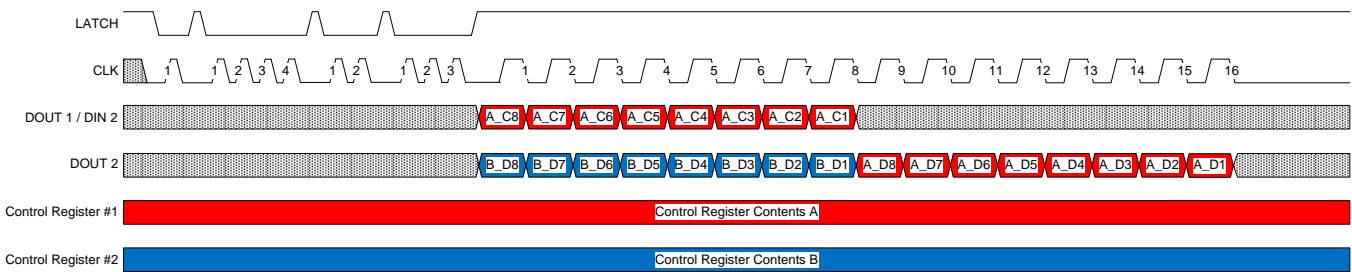 LATCH
CLK 1 1 2 3 4 1 2 1 2 3 1 2 3 4 5 6 7 8 9 10 11 12 13 14 15 16
DOUT 1 / DIN 2 A_C8 A_C7 A_C6 A_C5 A_C4 A_C3 A_C2 A_C1
DOUT 2 B_D8 B_D7 B_D6 B_D5 B_D4 B_D3 B_D2 B_D1 A_D8 A_D7 A_D6 A_D5 A_D4 A_D3 A_D2 A_D1
Control Register #1 Control Register Contents A
Control Register #2 Control Register Contents B